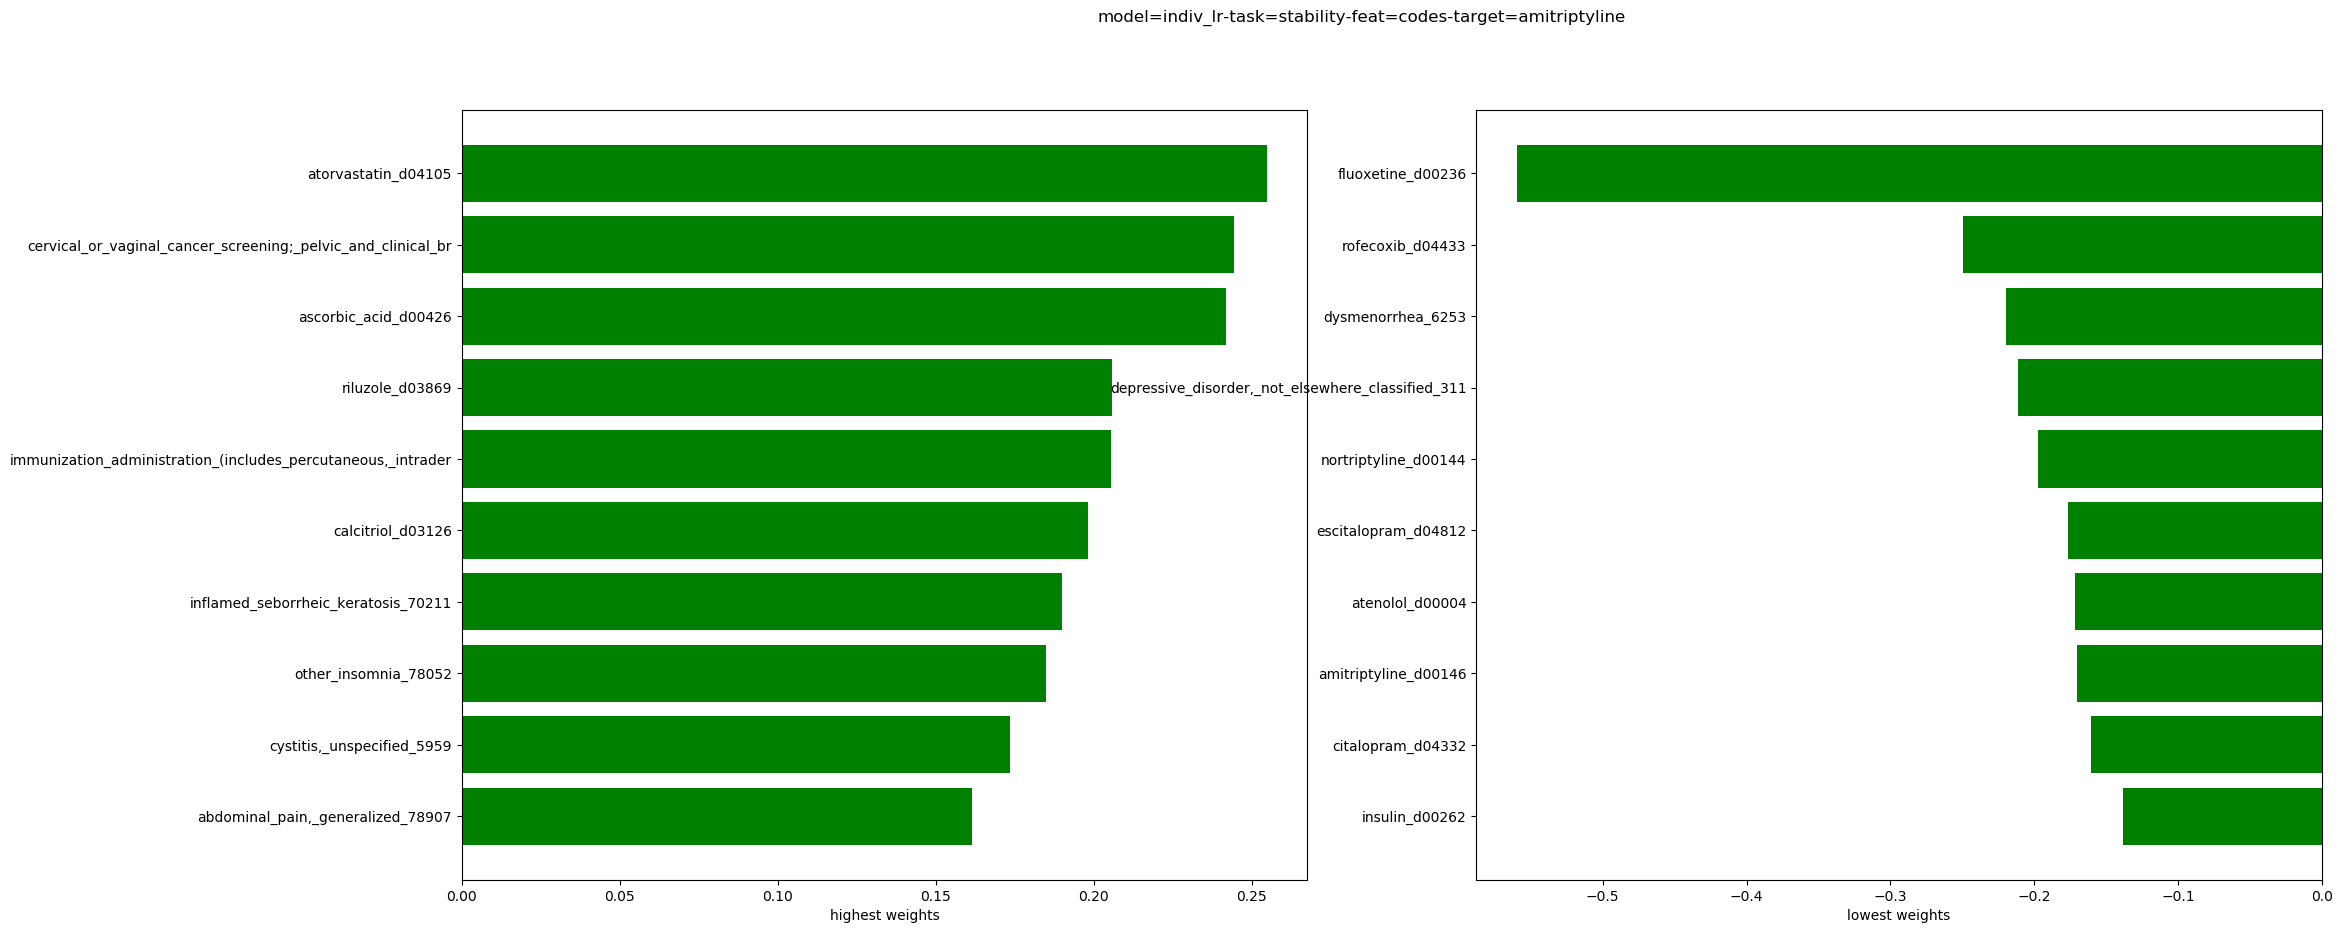 model=indiv_lr-task=stability-feat=codes-target=amitriptyline
atorvastatin_d04105
cervical_or_vaginal_cancer_screening;_pelvic_and_clinical_br
ascorbic_acid_d00426
riluzole_d03869
immunization_administration_(includes_percutaneous,_intrader
calcitriol_d03126
inflamed_seborrheic_keratosis_70211
other_insomnia_78052
cystitis,_unspecified_5959
abdominal_pain,_generalized_78907
0.00 0.05 0.10 0.15 0.20 0.25
highest weights
fluoxetine_d00236
rofecoxib_d04433
dysmenorrhea_6253
depressive_disorder,_not_elsewhere_classified_311
nortriptyline_d00144
escitalopram_d04812
atenolol_d00004
amitriptyline_d00146
citalopram_d04332
insulin_d00262
−0.5 −0.4 −0.3 −0.2 −0.1 0.0
lowest weights